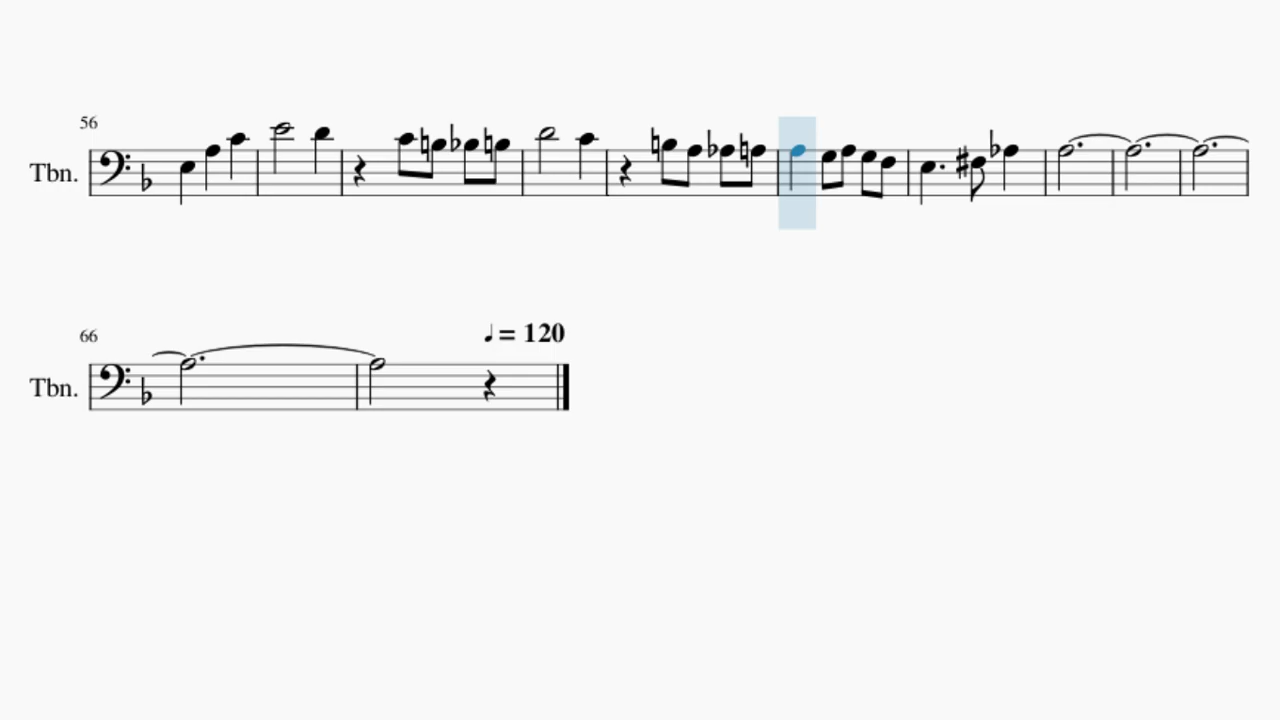 56
Tbn.
66
♩ = 120
Tbn.